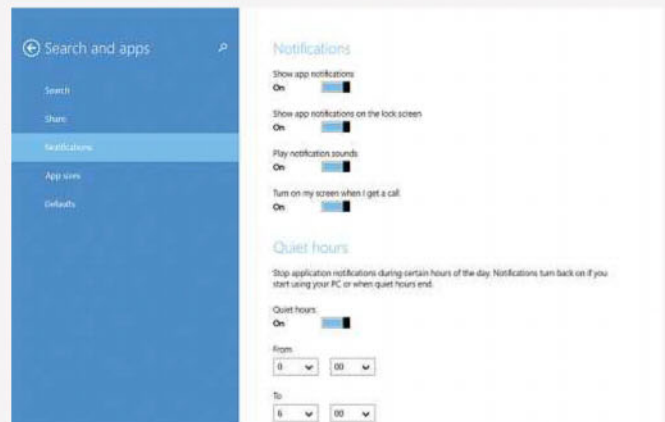 Search and apps
Search
Share
Notifications
App sizes
Defaults
Notifications
Show app notifications
On
Show app notifications on the lock screen
On
Play notification sounds
On
Turn on my screen when I get a call
On
Quiet hours
Stop application notifications during certain hours of the day. Notifications turn back on if you
start using your PC or when quiet hours end.
Quiet hours
On
From
0 00
To
6 00